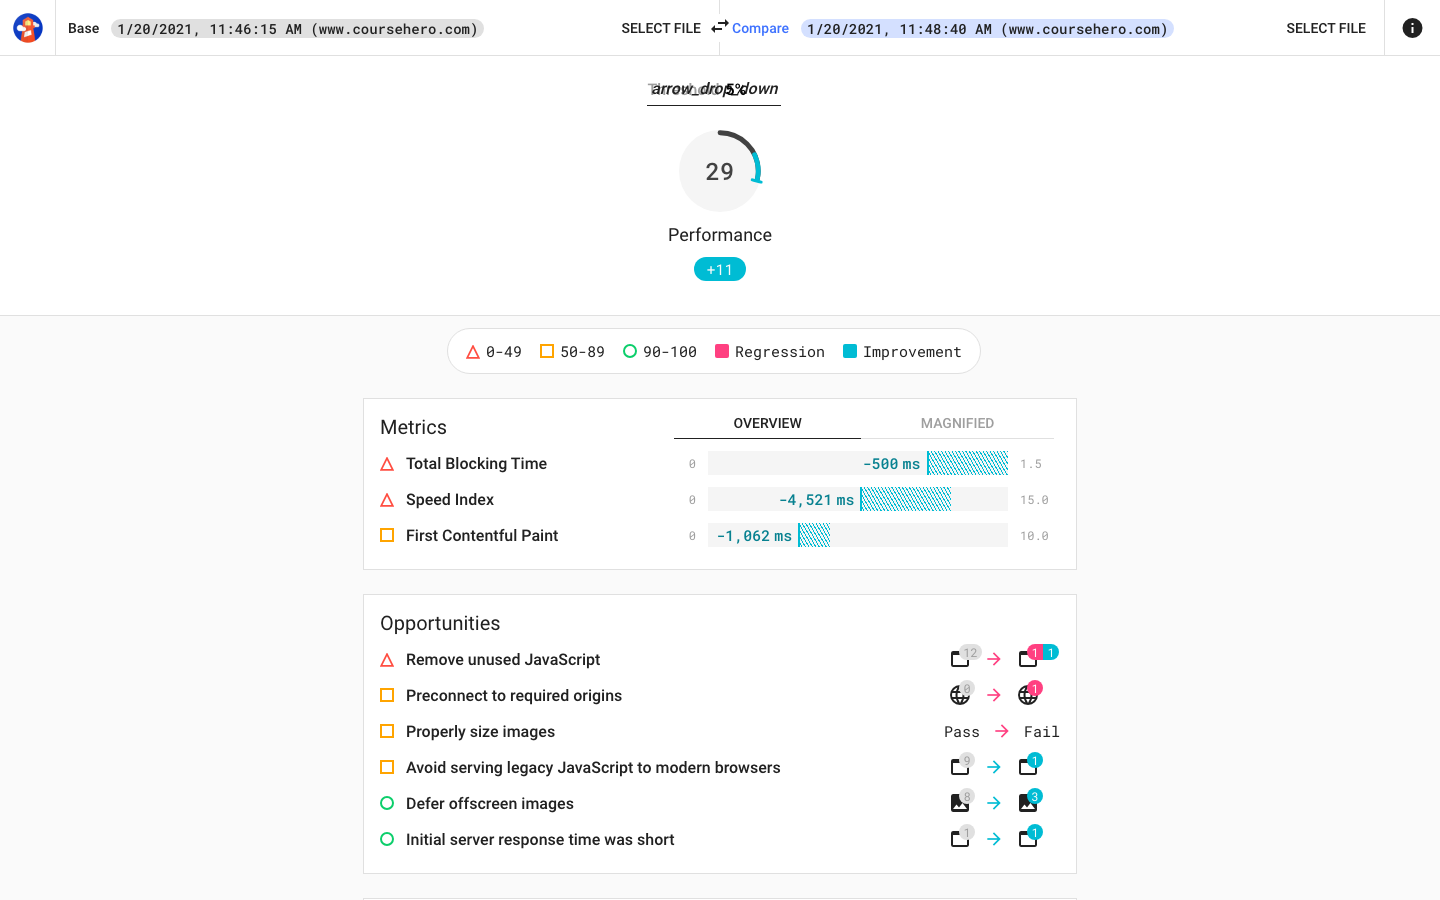 Base 1/20/2021, 11:46:15 AM (www.coursehero.com) SELECT FILE Compare 1/20/2021, 11:48:40 AM (www.coursehero.com) SELECT FILE
Threshold 5% arrow_drop_down
29
Performance
+11
0-49 50-89 90-100 Regression Improvement
Metrics OVERVIEW MAGNIFIED
Total Blocking Time 0 -500 ms 1.5
Speed Index 0 -4,521 ms 15.0
First Contentful Paint 0 -1,062 ms 10.0
Opportunities
Remove unused JavaScript 12 1 1
Preconnect to required origins 0 1
Properly size images Pass Fail
Avoid serving legacy JavaScript to modern browsers 9 1
Defer offscreen images 8 3
Initial server response time was short 1 1